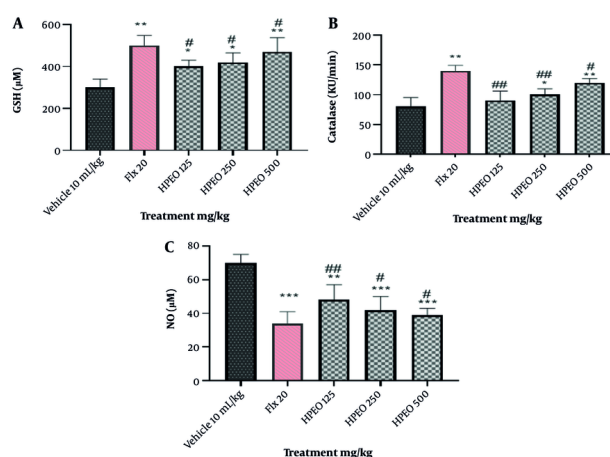 A
GSH (μM)
600
400
200
0
**
#
*
#
*
#
**
Vehicle 10 mL/kg
Flx 20
HPEO 125
HPEO 250
HPEO 500
Treatment mg/kg
B
Catalase (KU/min)
200
150
100
50
0
**
##
##
*
#
**
Vehicle 10 mL/kg
Flx 20
HPEO 125
HPEO 250
HPEO 500
Treatment mg/kg
C
NO (μM)
80
60
40
20
0
***
##
**
#
***
#
***
Vehicle 10 mL/kg
Flx 20
HPEO 125
HPEO 250
HPEO 500
Treatment mg/kg